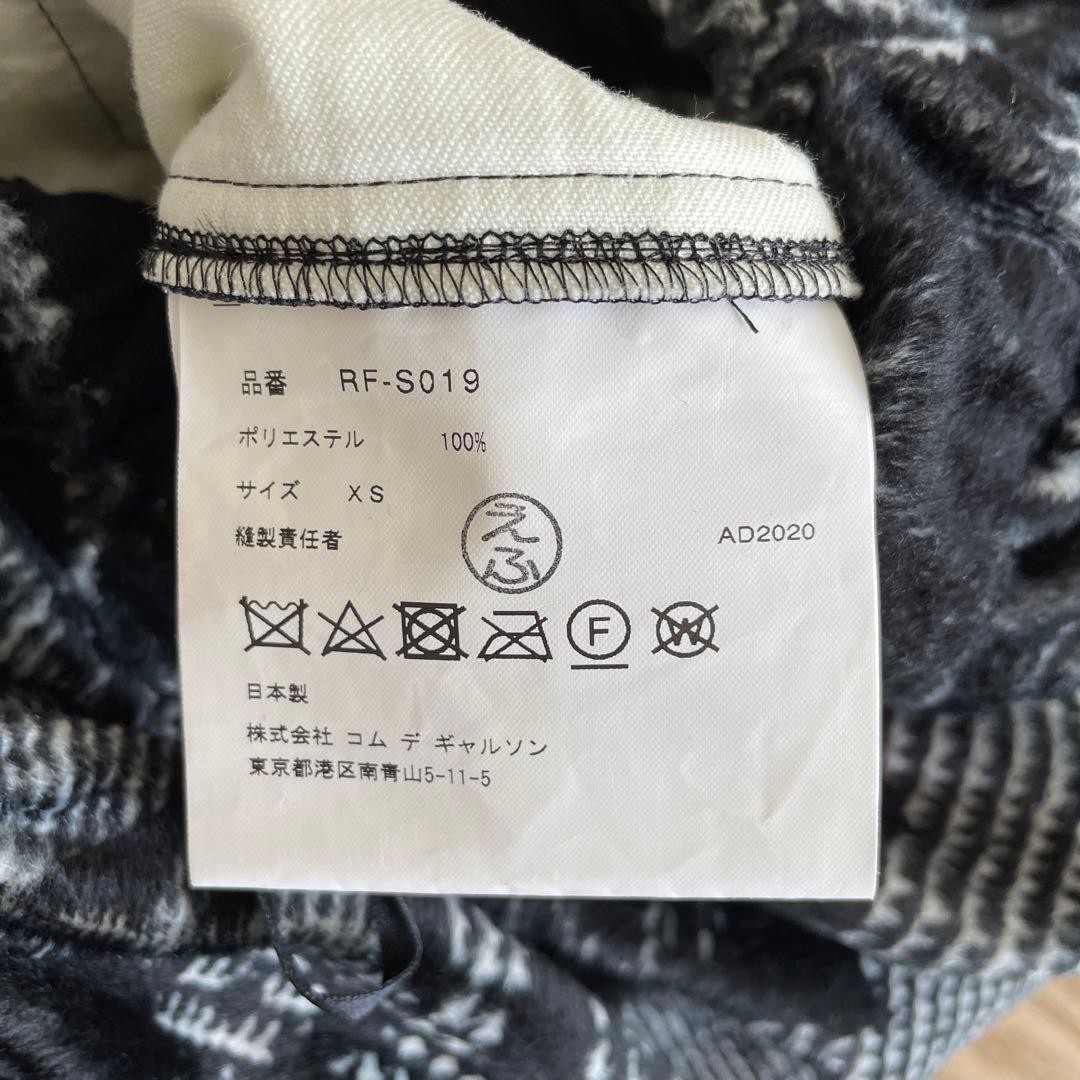 品番 RF-S019
ポリエステル 100%
サイズ XS
縫製責任者 えふ AD2020
F W
日本製
株式会社 コム デ ギャルソン
東京都港区南青山5-11-5